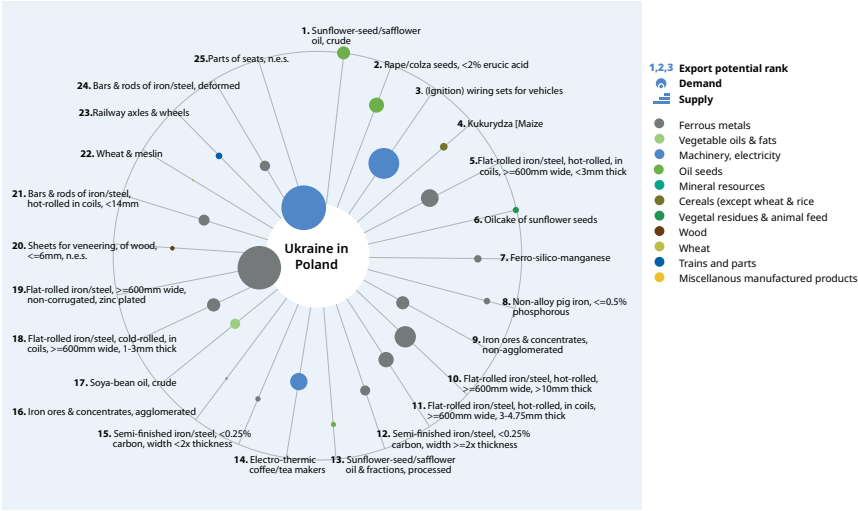 1. Sunflower-seed/safflower
oil, crude
2. Rape/colza seeds, <2% erucic acid
3. (Ignition) wiring sets for vehicles
4. Kukurydza [Maize
5.Flat-rolled iron/steel, hot-rolled, in
coils, >=600mm wide, <3mm thick
6. Oilcake of sunflower seeds
7. Ferro-silico-manganese
8. Non-alloy pig iron, <=0.5%
phosphorous
9. Iron ores & concentrates,
non-agglomerated
10. Flat-rolled iron/steel, hot-rolled,
>=600mm wide, >10mm thick
11. Flat-rolled iron/steel, hot-rolled, in coils,
>=600mm wide, 3-4.75mm thick
12. Semi-finished iron/steel, <0.25%
carbon, width >=2x thickness
13. Sunflower-seed/safflower
oil & fractions, processed
14. Electro-thermic
coffee/tea makers
15. Semi-finished iron/steel, <0.25%
carbon, width <2x thickness
16. Iron ores & concentrates, agglomerated
17. Soya-bean oil, crude
18. Flat-rolled iron/steel, cold-rolled, in
coils, >=600mm wide, 1-3mm thick
19.Flat-rolled iron/steel, >=600mm wide,
non-corrugated, zinc plated
20. Sheets for veneering, of wood,
<=6mm, n.e.s.
21. Bars & rods of iron/steel,
hot-rolled in coils, <14mm
22. Wheat & meslin
23.Railway axles & wheels
24. Bars & rods of iron/steel, deformed
25.Parts of seats, n.e.s.
Ukraine in
Poland
1,2,3 Export potential rank
Demand
Supply
Ferrous metals
Vegetable oils & fats
Machinery, electricity
Oil seeds
Mineral resources
Cereals (except wheat & rice
Vegetal residues & animal feed
Wood
Wheat
Trains and parts
Miscellaneous manufactured products